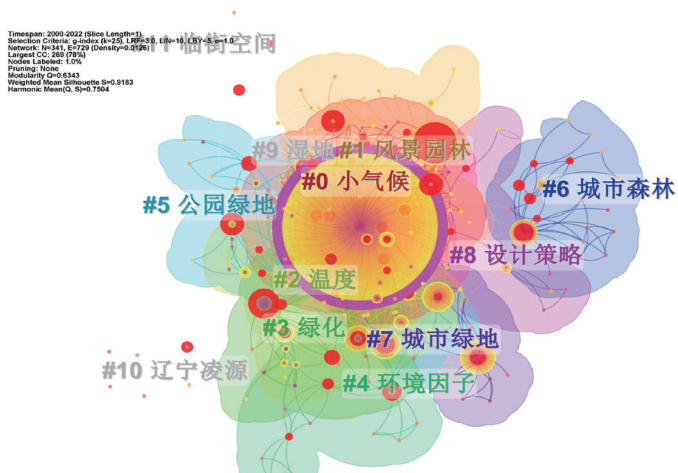 Timespan: 2000-2022 (Slice Length=1)
Selection Criteria: g-index (k=25), LRF=3.0, L/N=10, LBY=5, e=1.0
Network: N=341, E=729 (Density=0.0126)
Largest CC: 269 (78%)
Nodes Labeled: 1.0%
Pruning: None
Modularity Q=0.6343
Weighted Mean Silhouette S=0.9183
Harmonic Mean(Q, S)=0.7504
#11 临街空间
#9 湿地
#1 风景园林
#0 小气候
#5 公园绿地
#6 城市森林
#8 设计策略
#2 温度
#3 绿化
#7 城市绿地
#10 辽宁凌源
#4 环境因子